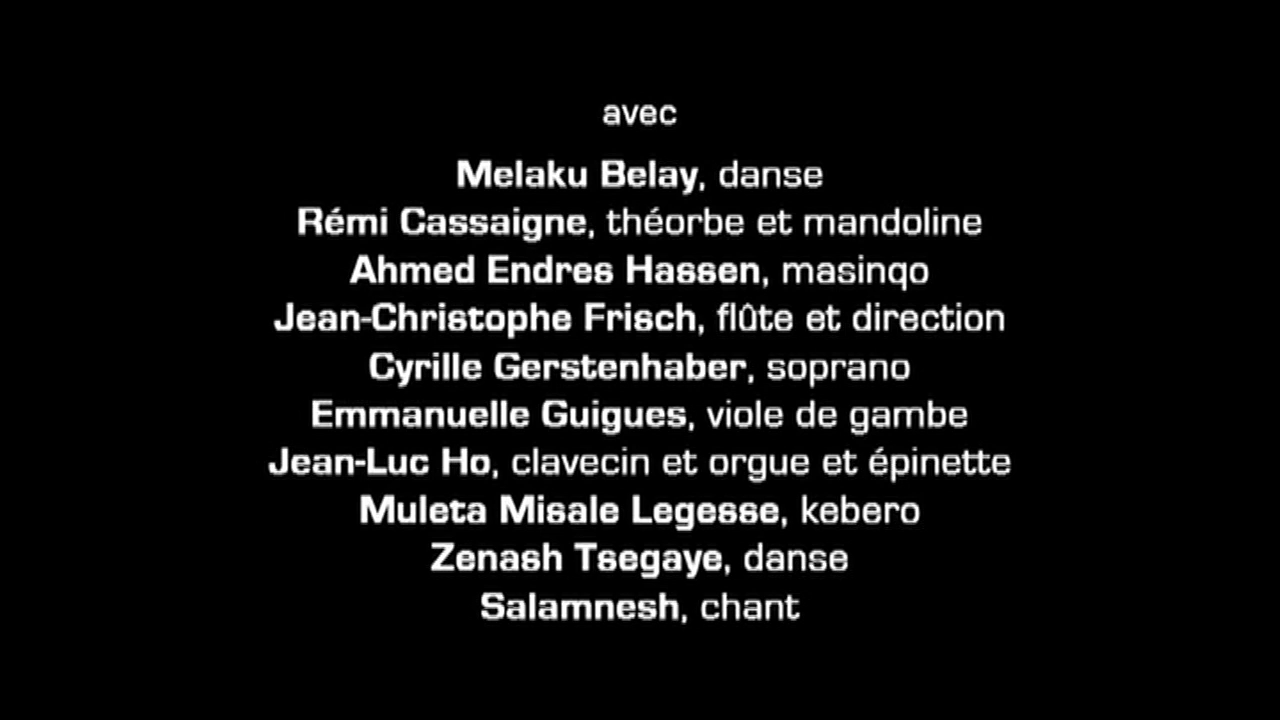 avec
Melaku Belay, danse
Rémi Cassaigne, théorbe et mandoline
Ahmed Endres Hassen, masinqo
Jean-Christophe Frisch, flûte et direction
Cyrille Gerstenhaber, soprano
Emmanuelle Guigues, viole de gambe
Jean-Luc Ho, clavecin et orgue et épinette
Muleta Misale Legesse, kebero
Zenash Tsegaye, danse
Salamnesh, chant